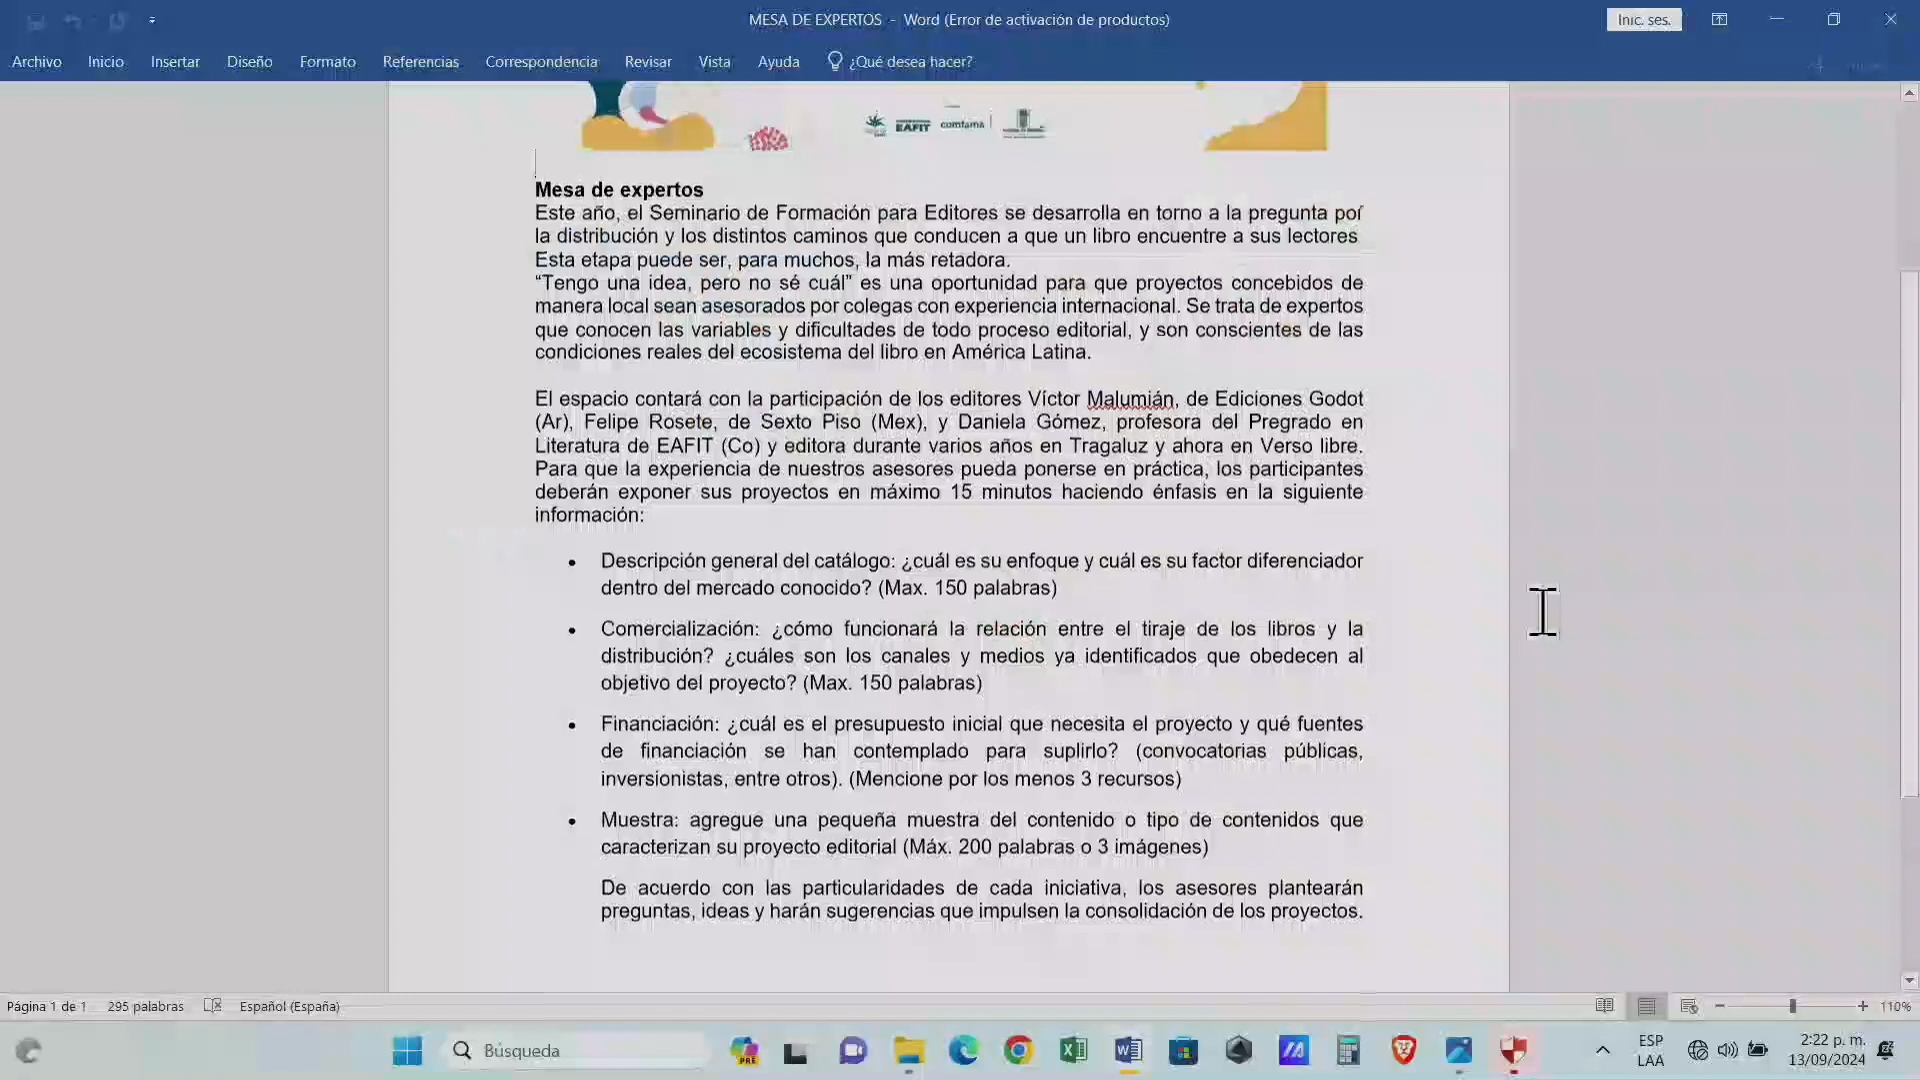 MESA DE EXPERTOS - Word (Error de activación de productos)
Inic. ses.
Archivo Inicio Insertar Diseño Formato Referencias Correspondencia Revisar Vista Ayuda ¿Qué desea hacer?
EAFIT comfama
Mesa de expertos
Este año, el Seminario de Formación para Editores se desarrolla en torno a la pregunta por
la distribución y los distintos caminos que conducen a que un libro encuentre a sus lectores
Esta etapa puede ser, para muchos, la más retadora.
“Tengo una idea, pero no sé cuál” es una oportunidad para que proyectos concebidos de
manera local sean asesorados por colegas con experiencia internacional. Se trata de expertos
que conocen las variables y dificultades de todo proceso editorial, y son conscientes de las
condiciones reales del ecosistema del libro en América Latina.
El espacio contará con la participación de los editores Víctor Malumián, de Ediciones Godot
(Ar), Felipe Rosete, de Sexto Piso (Mex), y Daniela Gómez, profesora del Pregrado en
Literatura de EAFIT (Co) y editora durante varios años en Tragaluz y ahora en Verso libre.
Para que la experiencia de nuestros asesores pueda ponerse en práctica, los participantes
deberán exponer sus proyectos en máximo 15 minutos haciendo énfasis en la siguiente
información:
• Descripción general del catálogo: ¿cuál es su enfoque y cuál es su factor diferenciador
dentro del mercado conocido? (Max. 150 palabras)
• Comercialización: ¿cómo funcionará la relación entre el tiraje de los libros y la
distribución? ¿cuáles son los canales y medios ya identificados que obedecen al
objetivo del proyecto? (Max. 150 palabras)
• Financiación: ¿cuál es el presupuesto inicial que necesita el proyecto y qué fuentes
de financiación se han contemplado para suplirlo? (convocatorias públicas,
inversionistas, entre otros). (Mencione por los menos 3 recursos)
• Muestra: agregue una pequeña muestra del contenido o tipo de contenidos que
caracterizan su proyecto editorial (Máx. 200 palabras o 3 imágenes)
De acuerdo con las particularidades de cada iniciativa, los asesores plantearán
preguntas, ideas y harán sugerencias que impulsen la consolidación de los proyectos.
Página 1 de 1 295 palabras Español (España) 110%
Búsqueda
PRE
ESP
LAA
2:22 p. m.
13/09/2024